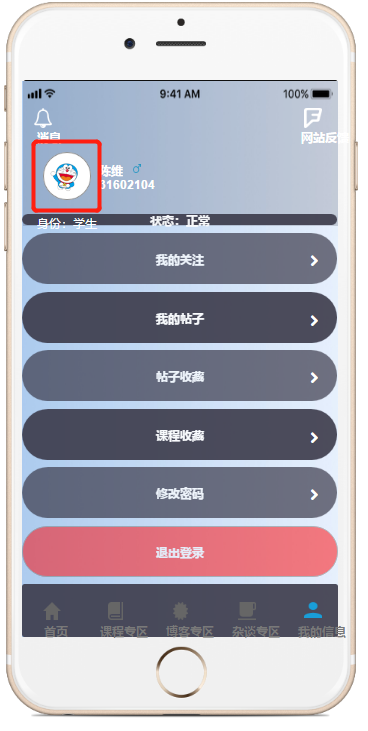 9:41 AM 100%
消息 网站反馈
陈维
31602104
身份：学生 状态：正常
我的关注
我的帖子
帖子收藏
课程收藏
修改密码
退出登录
首页 课程专区 博客专区 杂谈专区 我的信息